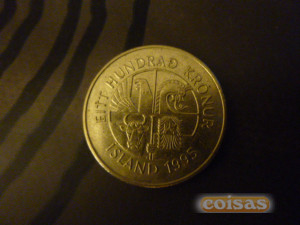 EITT HUNDRAÐ KRÓNUR
ÍSLAND 1995
coisas